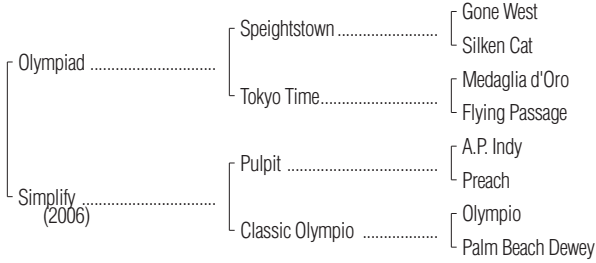 Gone West
Speightstown
Silken Cat
Olympiad
Medaglia d'Oro
Tokyo Time
Flying Passage
A.P. Indy
Pulpit
Preach
Simplify
(2006)
Olympio
Classic Olympio
Palm Beach Dewey